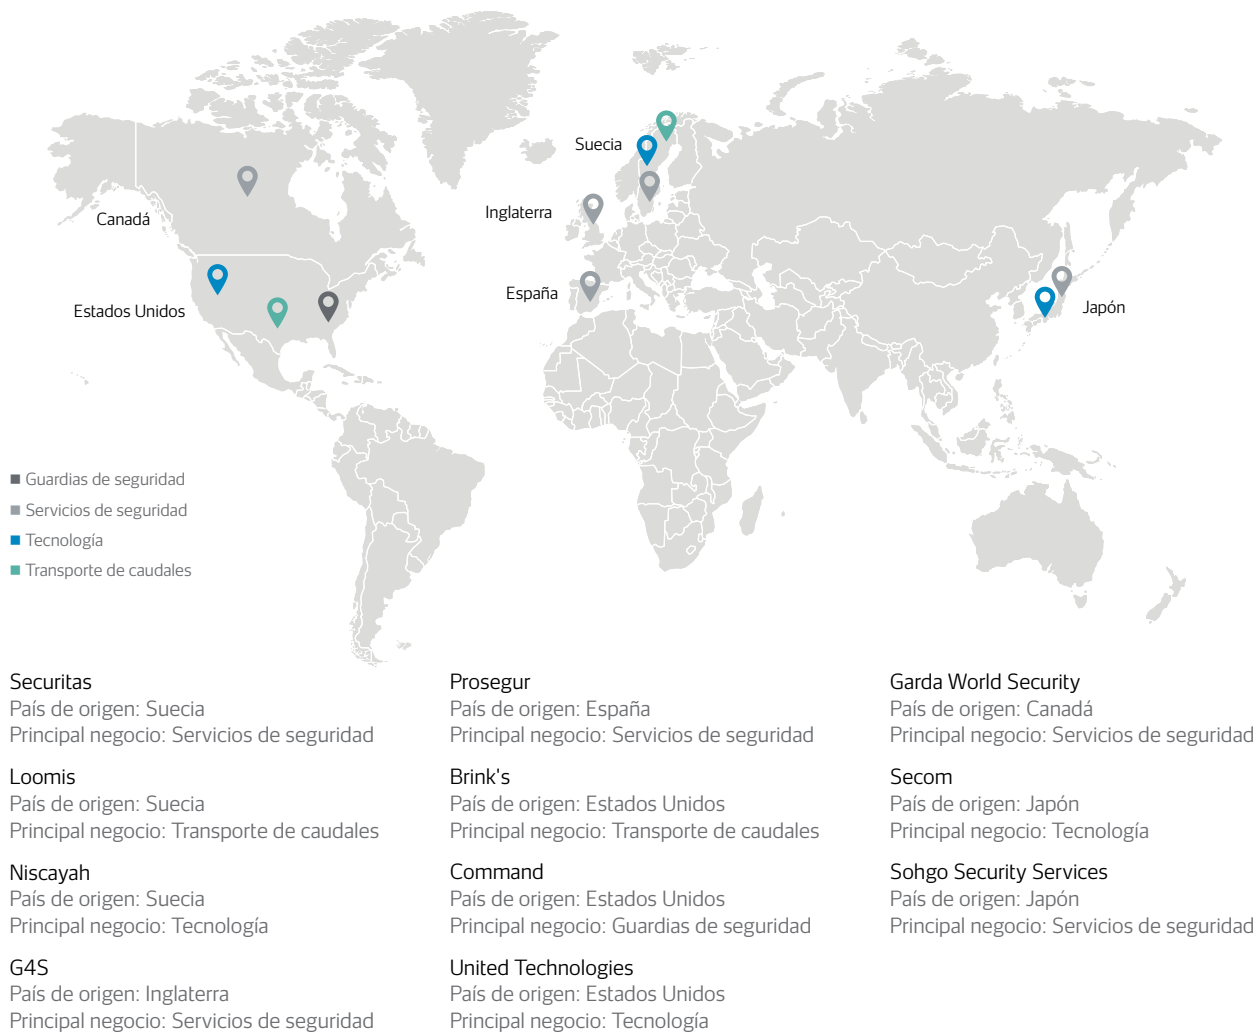 Suecia
Inglaterra
Canadá
España
Estados Unidos
Japón
Guardias de seguridad
Servicios de seguridad
Tecnología
Transporte de caudales
Securitas
País de origen: Suecia
Principal negocio: Servicios de seguridad
Loomis
País de origen: Suecia
Principal negocio: Transporte de caudales
Niscayah
País de origen: Suecia
Principal negocio: Tecnología
G4S
País de origen: Inglaterra
Principal negocio: Servicios de seguridad
Prosegur
País de origen: España
Principal negocio: Servicios de seguridad
Brink's
País de origen: Estados Unidos
Principal negocio: Transporte de caudales
Command
País de origen: Estados Unidos
Principal negocio: Guardias de seguridad
United Technologies
País de origen: Estados Unidos
Principal negocio: Tecnología
Garda World Security
País de origen: Canadá
Principal negocio: Servicios de seguridad
Secom
País de origen: Japón
Principal negocio: Tecnología
Sohgo Security Services
País de origen: Japón
Principal negocio: Servicios de seguridad